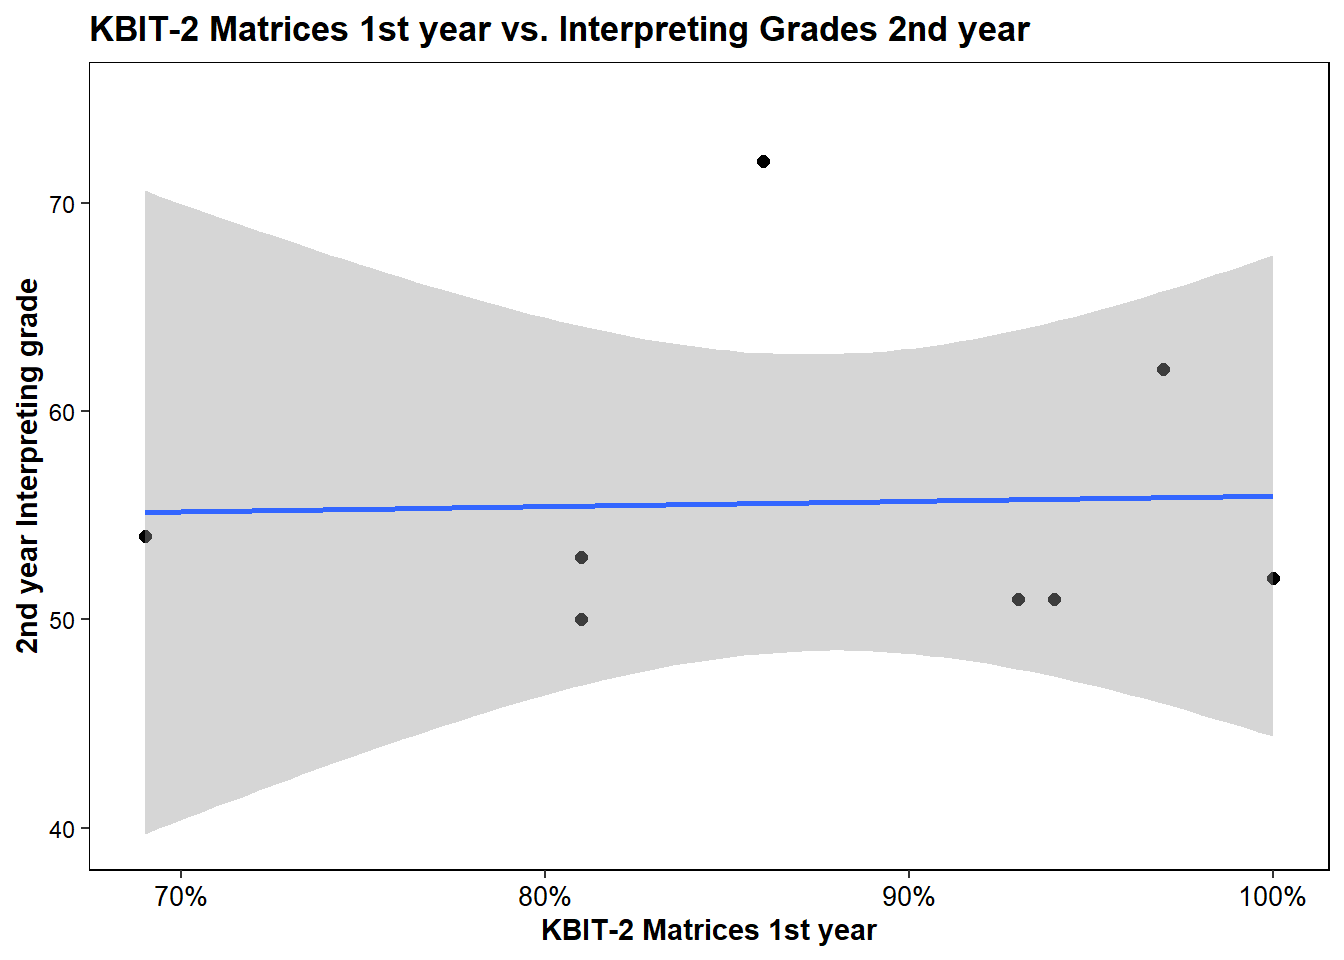 KBIT-2 Matrices 1st year vs. Interpreting Grades 2nd year
2nd year Interpreting grade
70
60
50
40
70%
80%
90%
100%
KBIT-2 Matrices 1st year